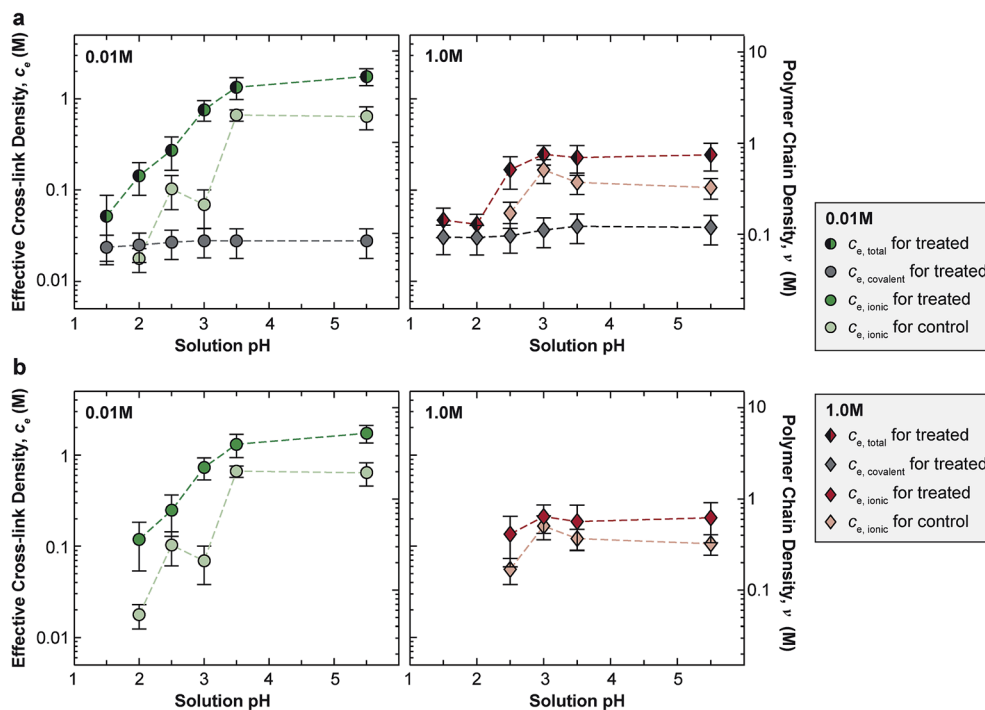 a
0.01M
1.0M
Effective Cross-link Density, cₑ (M)
1
0.1
0.01
10
1
0.1
Polymer Chain Density, ν (M)
1 2 3 4 5
1 2 3 4 5
Solution pH
Solution pH
0.01M
cₑ, total for treated
cₑ, covalent for treated
cₑ, ionic for treated
cₑ, ionic for control
b
0.01M
1.0M
Effective Cross-link Density, cₑ (M)
1
0.1
0.01
10
1
0.1
Polymer Chain Density, ν (M)
1 2 3 4 5
1 2 3 4 5
Solution pH
Solution pH
1.0M
cₑ, total for treated
cₑ, covalent for treated
cₑ, ionic for treated
cₑ, ionic for control